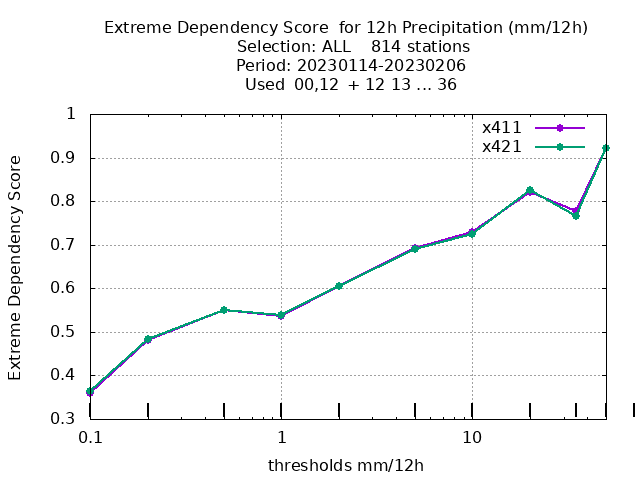 Extreme Dependency Score  for 12h Precipitation (mm/12h)
Selection: ALL    814 stations
Period: 20230114-20230206
Used  00,12  + 12 13 ... 36
x411
x421
Extreme Dependency Score
1
0.9
0.8
0.7
0.6
0.5
0.4
0.3
0.1
1
10
thresholds mm/12h